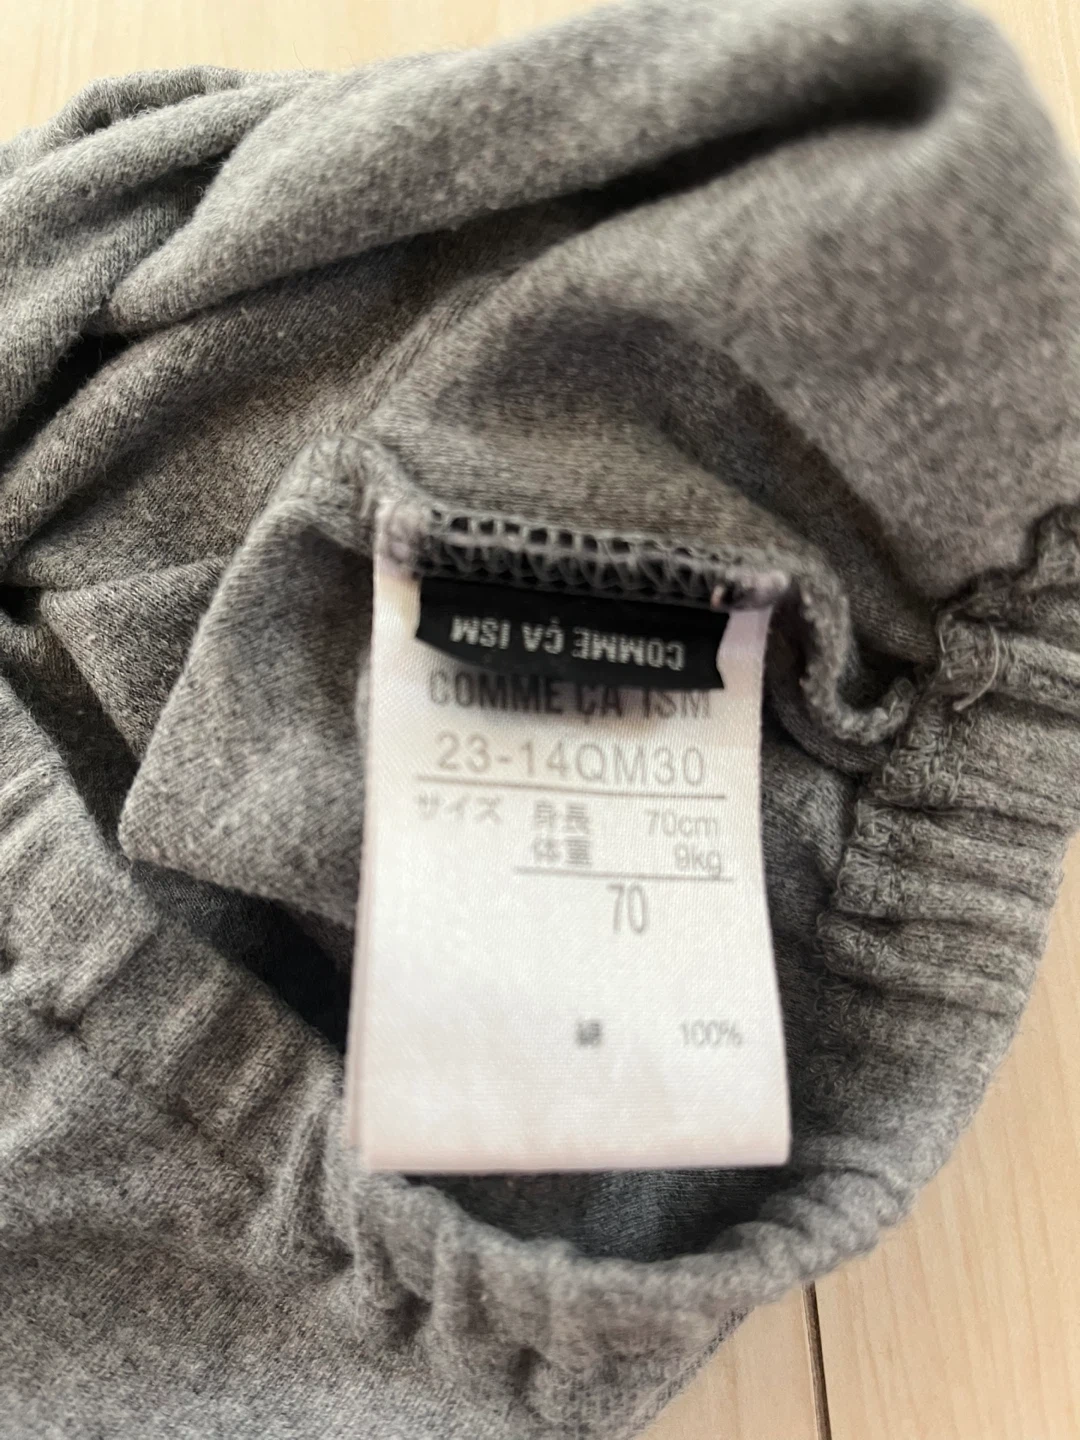 COMME ÇA ISM
COMME ÇA ISM
23-14QM30
サイズ 身長 70cm
体重 9kg
70
綿 100%